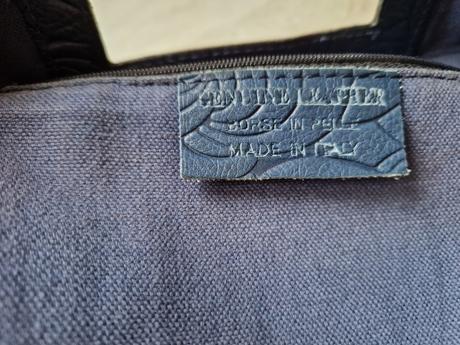 GENUINE LEATHER
BORSE IN PELLE
MADE IN ITALY